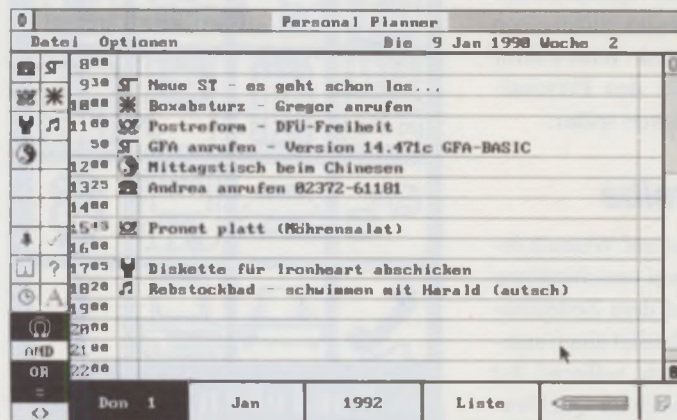 Personal Planner
Datei Optionen Die 9 Jan 1990 Woche 2
8⁰⁰
9³⁰ ST Neue ST - es geht schon los...
10⁰⁰ Boxabsturz - Gregor anrufen
11⁰⁰ Postreform - DFÜ-Freiheit
50 ST GFA anrufen - Version 14.471c GFA-BASIC
12⁰⁰ Mittagstisch beim Chinesen
13²⁵ Andrea anrufen 02372-61181
14⁰⁰
Pronet platt (Möhrensalat)
16⁰⁰
? 17⁰⁵ Diskette für Ironheart abschicken
A 18²⁰ Rebstockbad - schwimmen mit Harald (autsch)
19⁰⁰
20⁰⁰
AND 21⁰⁰
OR 22⁰⁰
=
<> Don 1 Jan 1992 Liste